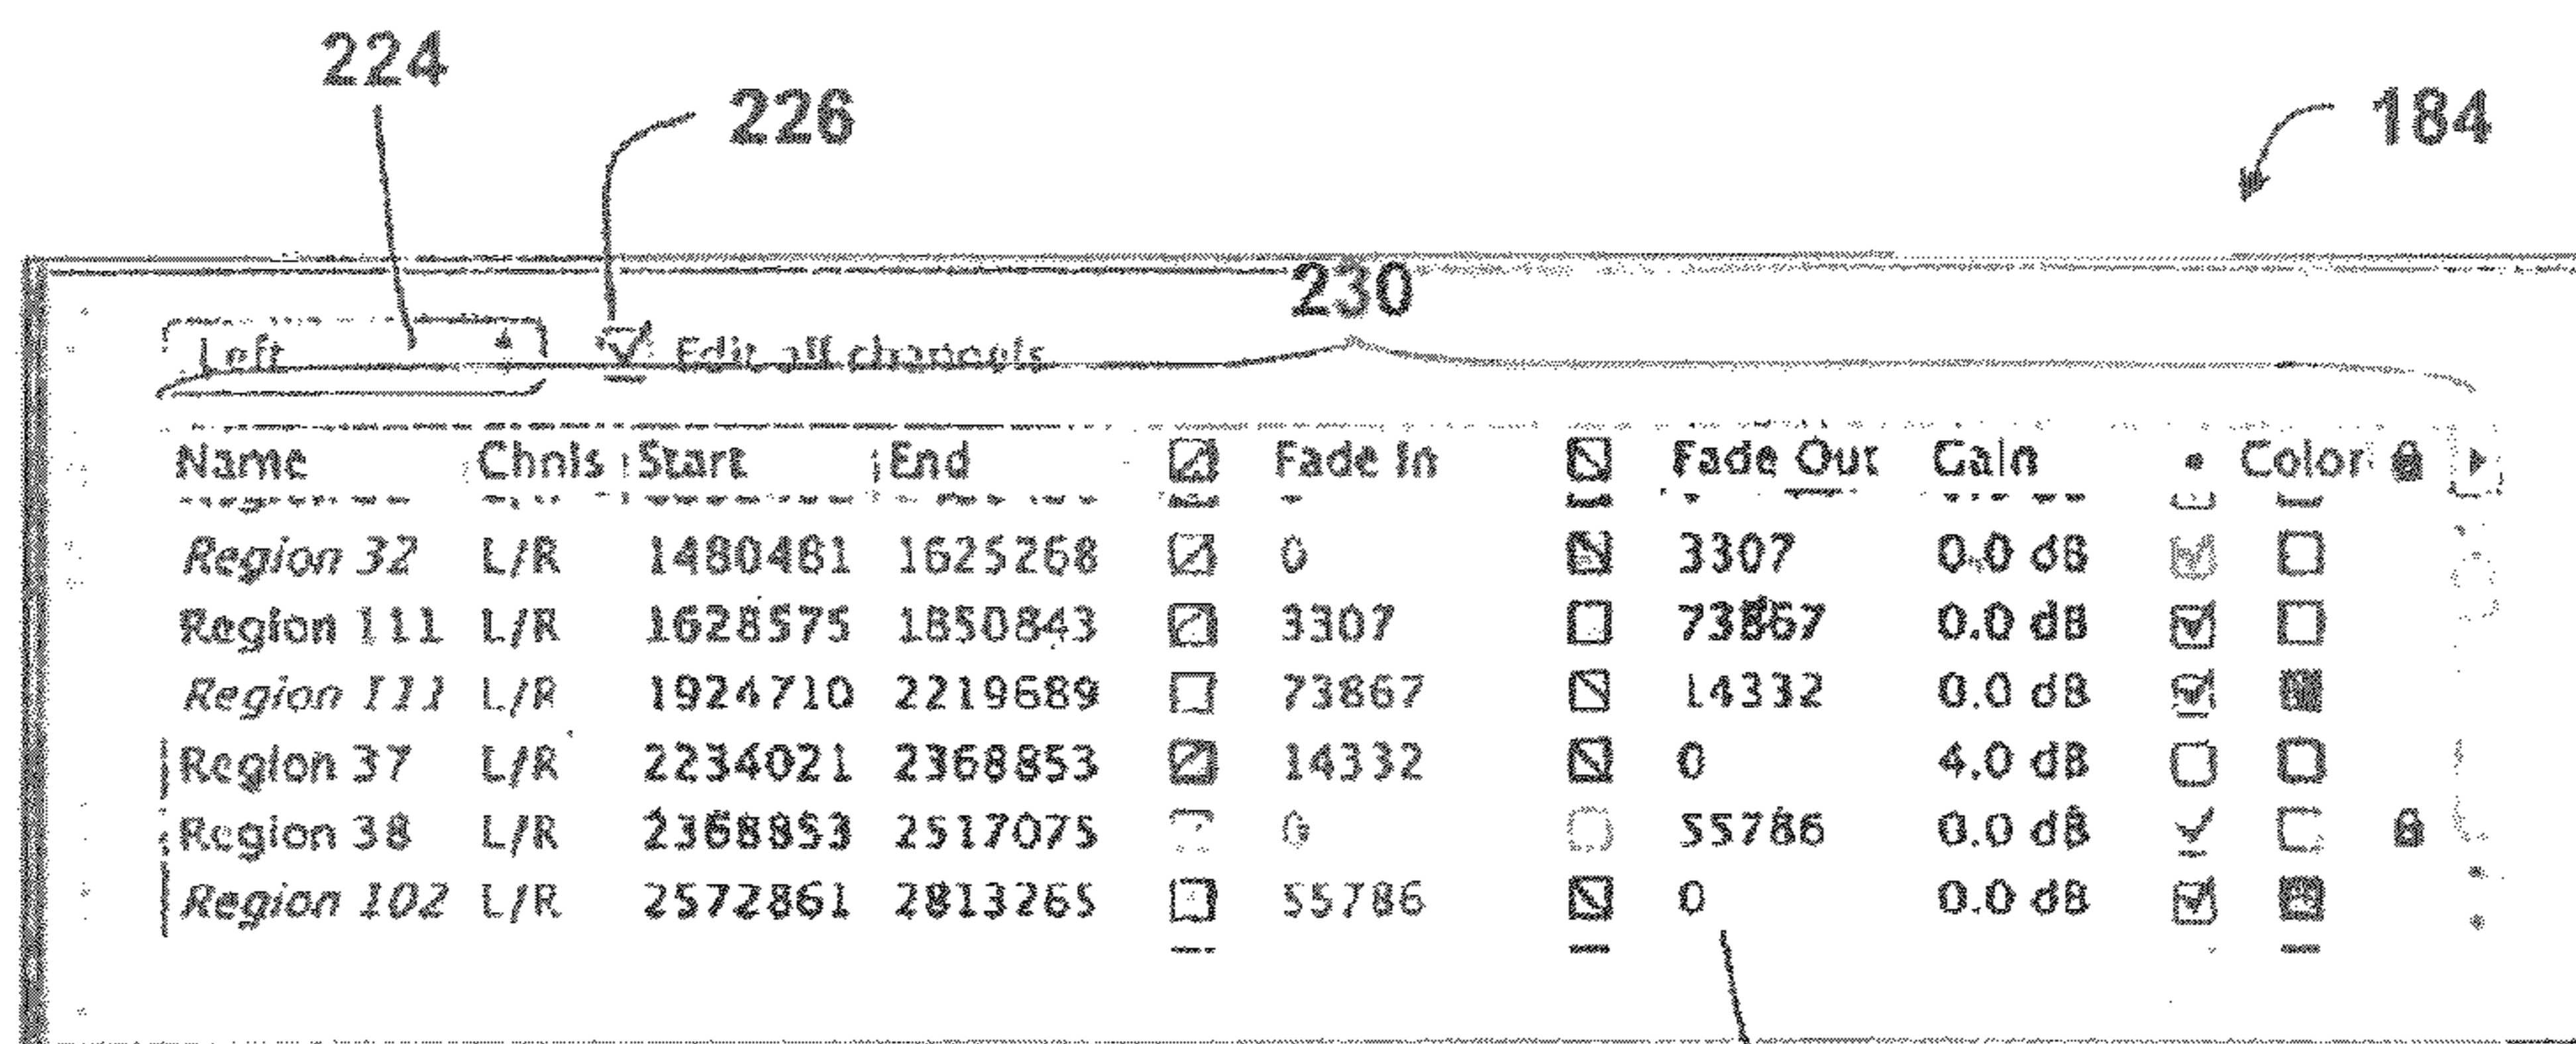 224
226
184
230
Left Edit all channels
Name Chnls Start End Fade In Fade Out Gain Color
Region 32 L/R 1480481 1625268 0 3307 0.0 dB
Region 111 L/R 1628575 1850843 3307 73867 0.0 dB
Region 111 L/R 1924710 2219689 73867 14332 0.0 dB
Region 37 L/R 2234021 2368853 14332 0 4.0 dB
Region 38 L/R 2368853 2517075 0 55786 0.0 dB
Region 102 L/R 2572861 2813265 55786 0 0.0 dB